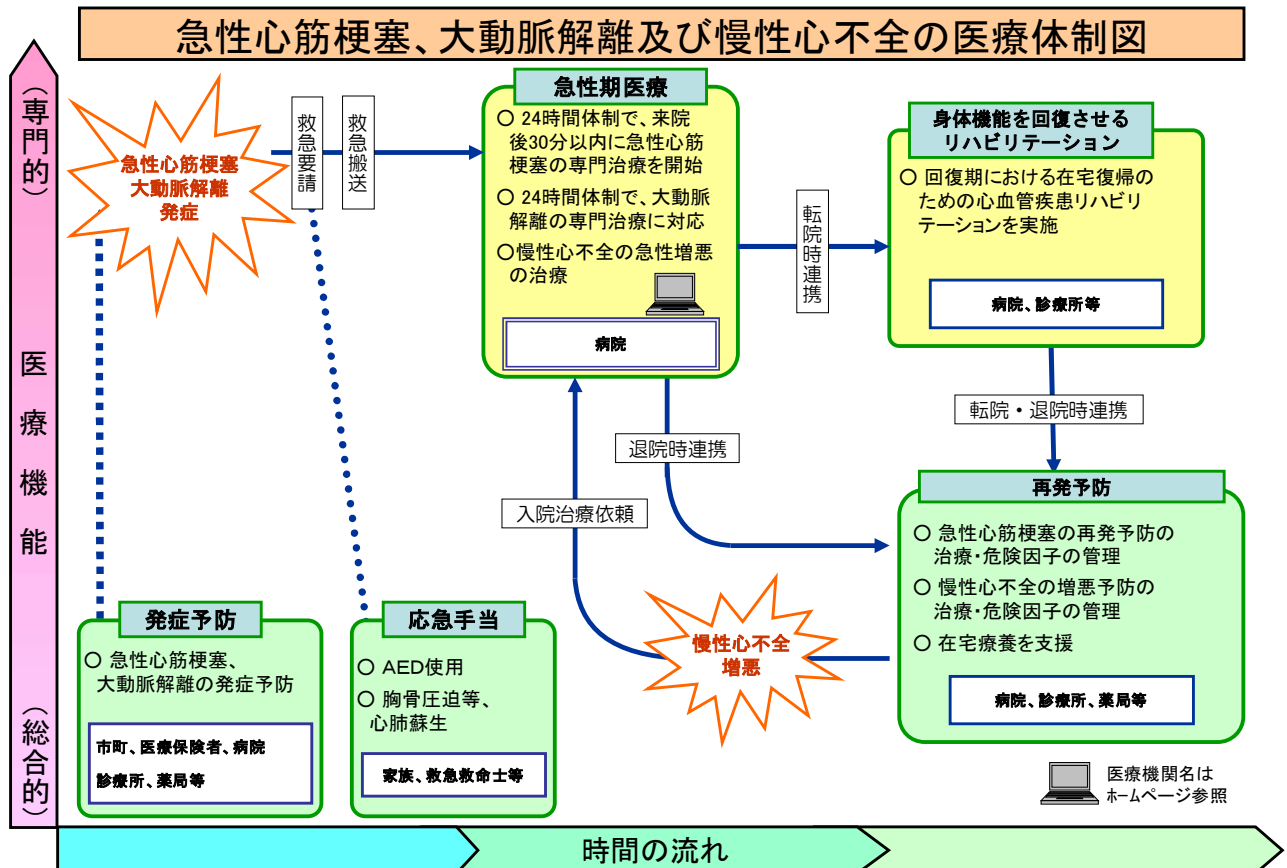 急性心筋梗塞、大動脈解離及び慢性心不全の医療体制図
(専門的)
医療機能
(総合的)
急性心筋梗塞
大動脈解離
発症
救急要請
救急搬送
急性期医療
○ 24時間体制で、来院
後30分以内に急性心筋
梗塞の専門治療を開始
○ 24時間体制で、大動脈
解離の専門治療に対応
○慢性心不全の急性増悪
の治療
病院
転院時連携
身体機能を回復させる
リハビリテーション
○ 回復期における在宅復帰の
ための心血管疾患リハビリ
テーションを実施
病院、診療所等
転院・退院時連携
退院時連携
入院治療依頼
再発予防
○ 急性心筋梗塞の再発予防の
治療・危険因子の管理
○ 慢性心不全の増悪予防の
治療・危険因子の管理
○ 在宅療養を支援
病院、診療所、薬局等
慢性心不全
増悪
発症予防
○ 急性心筋梗塞、
大動脈解離の発症予防
市町、医療保険者、病院
診療所、薬局等
応急手当
○ AED使用
○ 胸骨圧迫等、
心肺蘇生
家族、救急救命士等
医療機関名は
ホームページ参照
時間の流れ